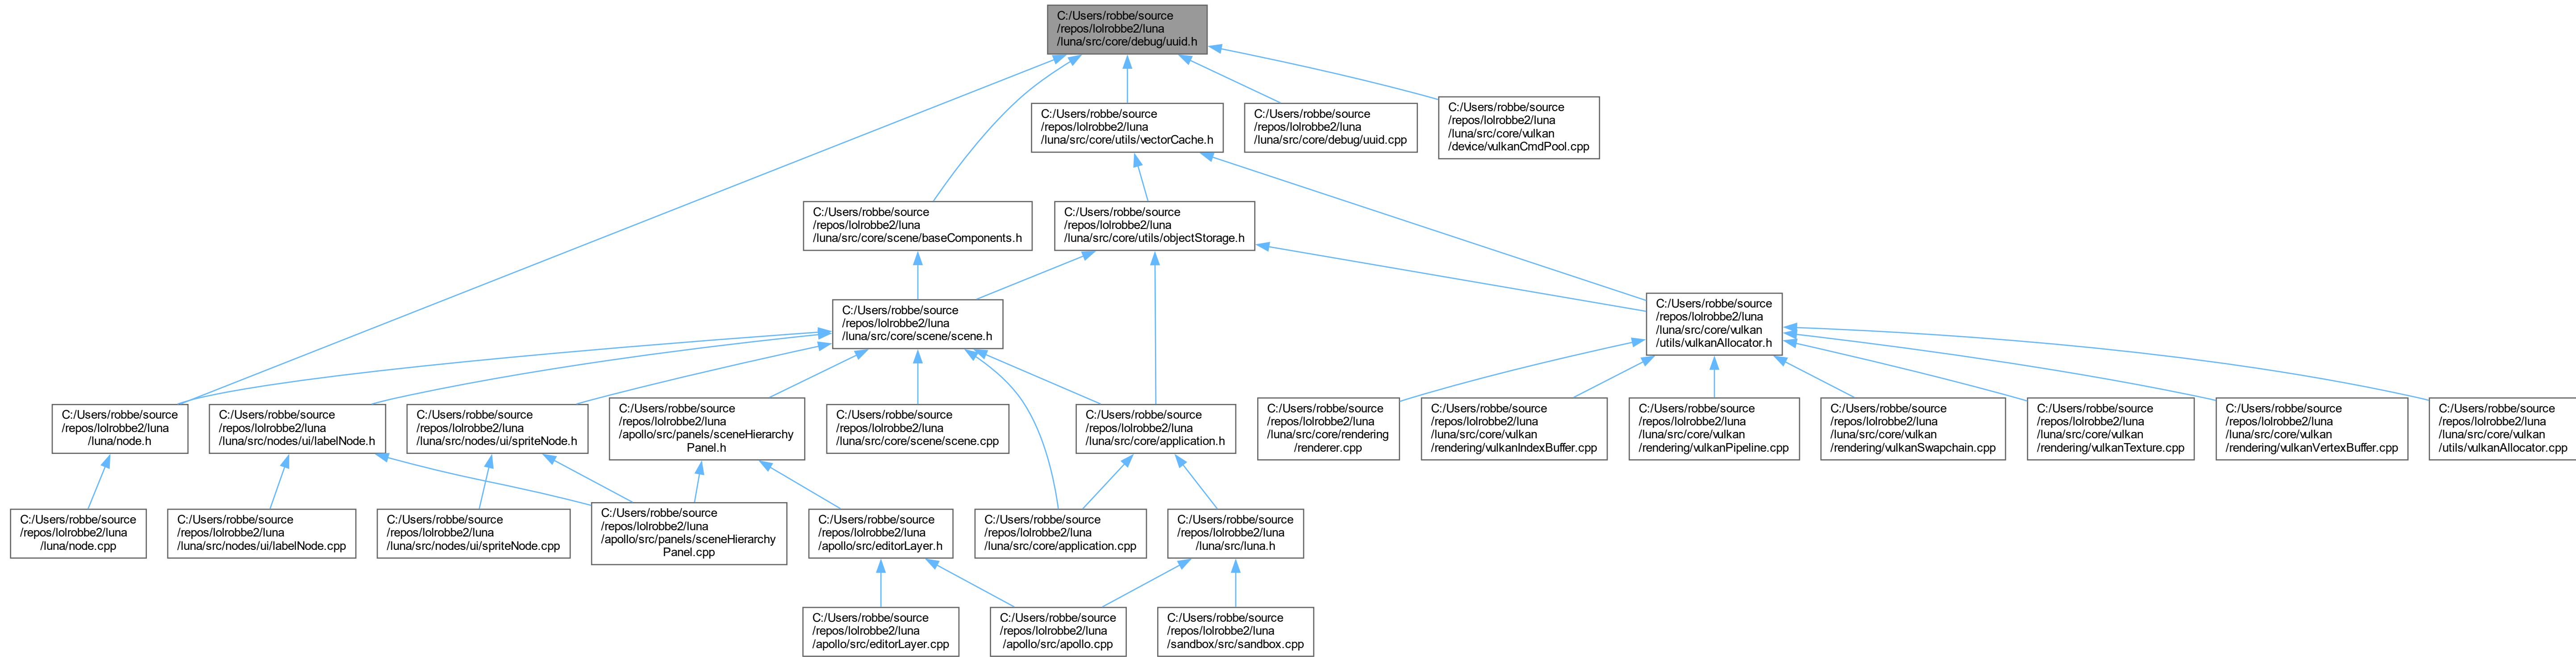 C:/Users/robbe/source
/repos/lolrobbe2/luna
/luna/src/core/debug/uuid.h
C:/Users/robbe/source
/repos/lolrobbe2/luna
/luna/src/core/utils/vectorCache.h
C:/Users/robbe/source
/repos/lolrobbe2/luna
/luna/src/core/debug/uuid.cpp
C:/Users/robbe/source
/repos/lolrobbe2/luna
/luna/src/core/vulkan
/device/vulkanCmdPool.cpp
C:/Users/robbe/source
/repos/lolrobbe2/luna
/luna/src/core/scene/baseComponents.h
C:/Users/robbe/source
/repos/lolrobbe2/luna
/luna/src/core/utils/objectStorage.h
C:/Users/robbe/source
/repos/lolrobbe2/luna
/luna/src/core/scene/scene.h
C:/Users/robbe/source
/repos/lolrobbe2/luna
/luna/src/core/vulkan
/utils/vulkanAllocator.h
C:/Users/robbe/source
/repos/lolrobbe2/luna
/luna/node.h
C:/Users/robbe/source
/repos/lolrobbe2/luna
/luna/src/nodes/ui/labelNode.h
C:/Users/robbe/source
/repos/lolrobbe2/luna
/luna/src/nodes/ui/spriteNode.h
C:/Users/robbe/source
/repos/lolrobbe2/luna
/apollo/src/panels/sceneHierarchy
Panel.h
C:/Users/robbe/source
/repos/lolrobbe2/luna
/luna/src/core/scene/scene.cpp
C:/Users/robbe/source
/repos/lolrobbe2/luna
/luna/src/core/application.h
C:/Users/robbe/source
/repos/lolrobbe2/luna
/luna/src/core/rendering
/renderer.cpp
C:/Users/robbe/source
/repos/lolrobbe2/luna
/luna/src/core/vulkan
/rendering/vulkanIndexBuffer.cpp
C:/Users/robbe/source
/repos/lolrobbe2/luna
/luna/src/core/vulkan
/rendering/vulkanPipeline.cpp
C:/Users/robbe/source
/repos/lolrobbe2/luna
/luna/src/core/vulkan
/rendering/vulkanSwapchain.cpp
C:/Users/robbe/source
/repos/lolrobbe2/luna
/luna/src/core/vulkan
/rendering/vulkanTexture.cpp
C:/Users/robbe/source
/repos/lolrobbe2/luna
/luna/src/core/vulkan
/rendering/vulkanVertexBuffer.cpp
C:/Users/robbe/source
/repos/lolrobbe2/luna
/luna/src/core/vulkan
/utils/vulkanAllocator.cpp
C:/Users/robbe/source
/repos/lolrobbe2/luna
/luna/node.cpp
C:/Users/robbe/source
/repos/lolrobbe2/luna
/luna/src/nodes/ui/labelNode.cpp
C:/Users/robbe/source
/repos/lolrobbe2/luna
/luna/src/nodes/ui/spriteNode.cpp
C:/Users/robbe/source
/repos/lolrobbe2/luna
/apollo/src/panels/sceneHierarchy
Panel.cpp
C:/Users/robbe/source
/repos/lolrobbe2/luna
/apollo/src/editorLayer.h
C:/Users/robbe/source
/repos/lolrobbe2/luna
/luna/src/core/application.cpp
C:/Users/robbe/source
/repos/lolrobbe2/luna
/luna/src/luna.h
C:/Users/robbe/source
/repos/lolrobbe2/luna
/apollo/src/editorLayer.cpp
C:/Users/robbe/source
/repos/lolrobbe2/luna
/apollo/src/apollo.cpp
C:/Users/robbe/source
/repos/lolrobbe2/luna
/sandbox/src/sandbox.cpp